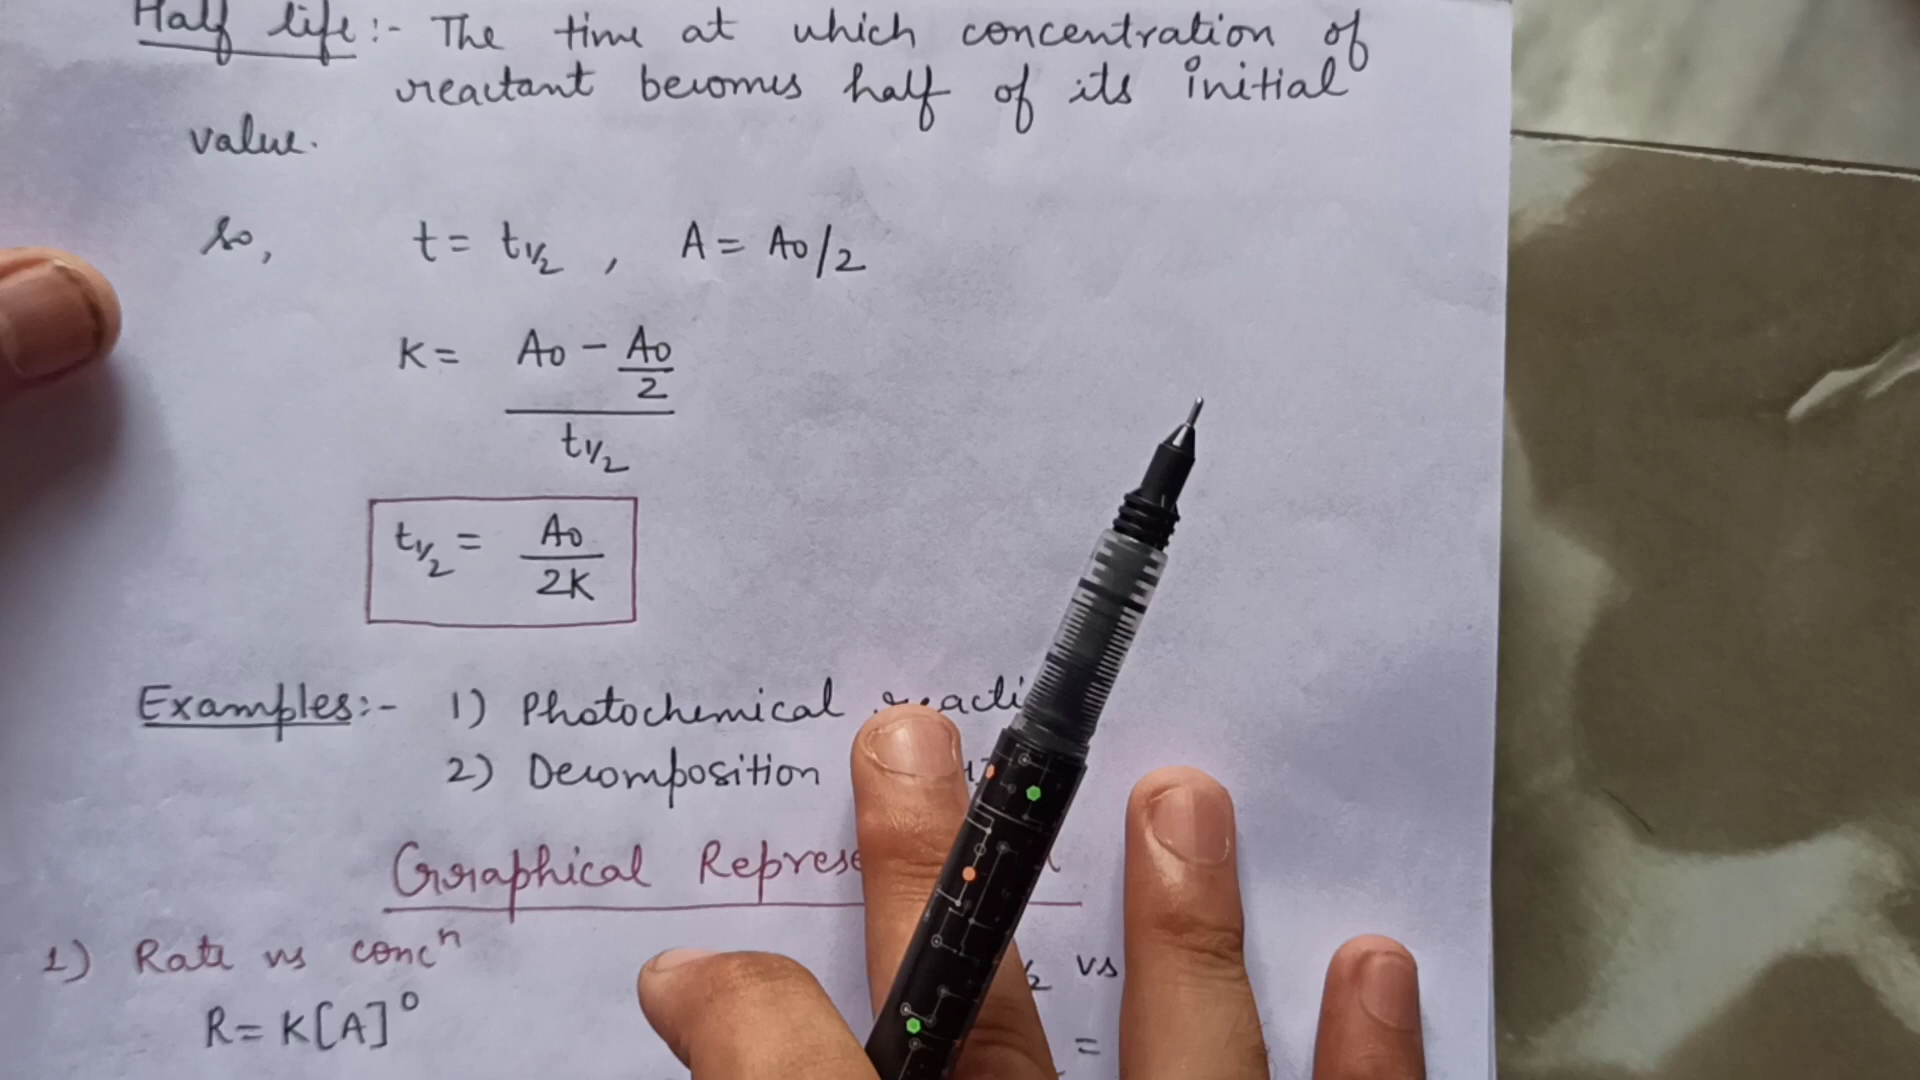 Half life:- The time at which concentration of
reactant becomes half of its initial
value.
so, t = t1/2 , A = A0/2
K = A0 - A0/2
t1/2
t1/2 = A0/2K
Examples:- 1) Photochemical
2) Decomposition
Graphical
1) Rate vs concn vs
R = K[A]⁰ =